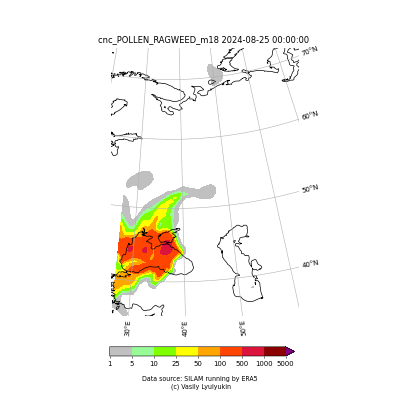 cnc_POLLEN_RAGWEED_m18 2024-08-25 00:00:00
70°N
60°N
50°N
40°N
30°E 40°E 50°E
1 5 10 25 50 100 500 1000 5000
Data source: SILAM running by ERA5
(c) Vasily Lyulyukin